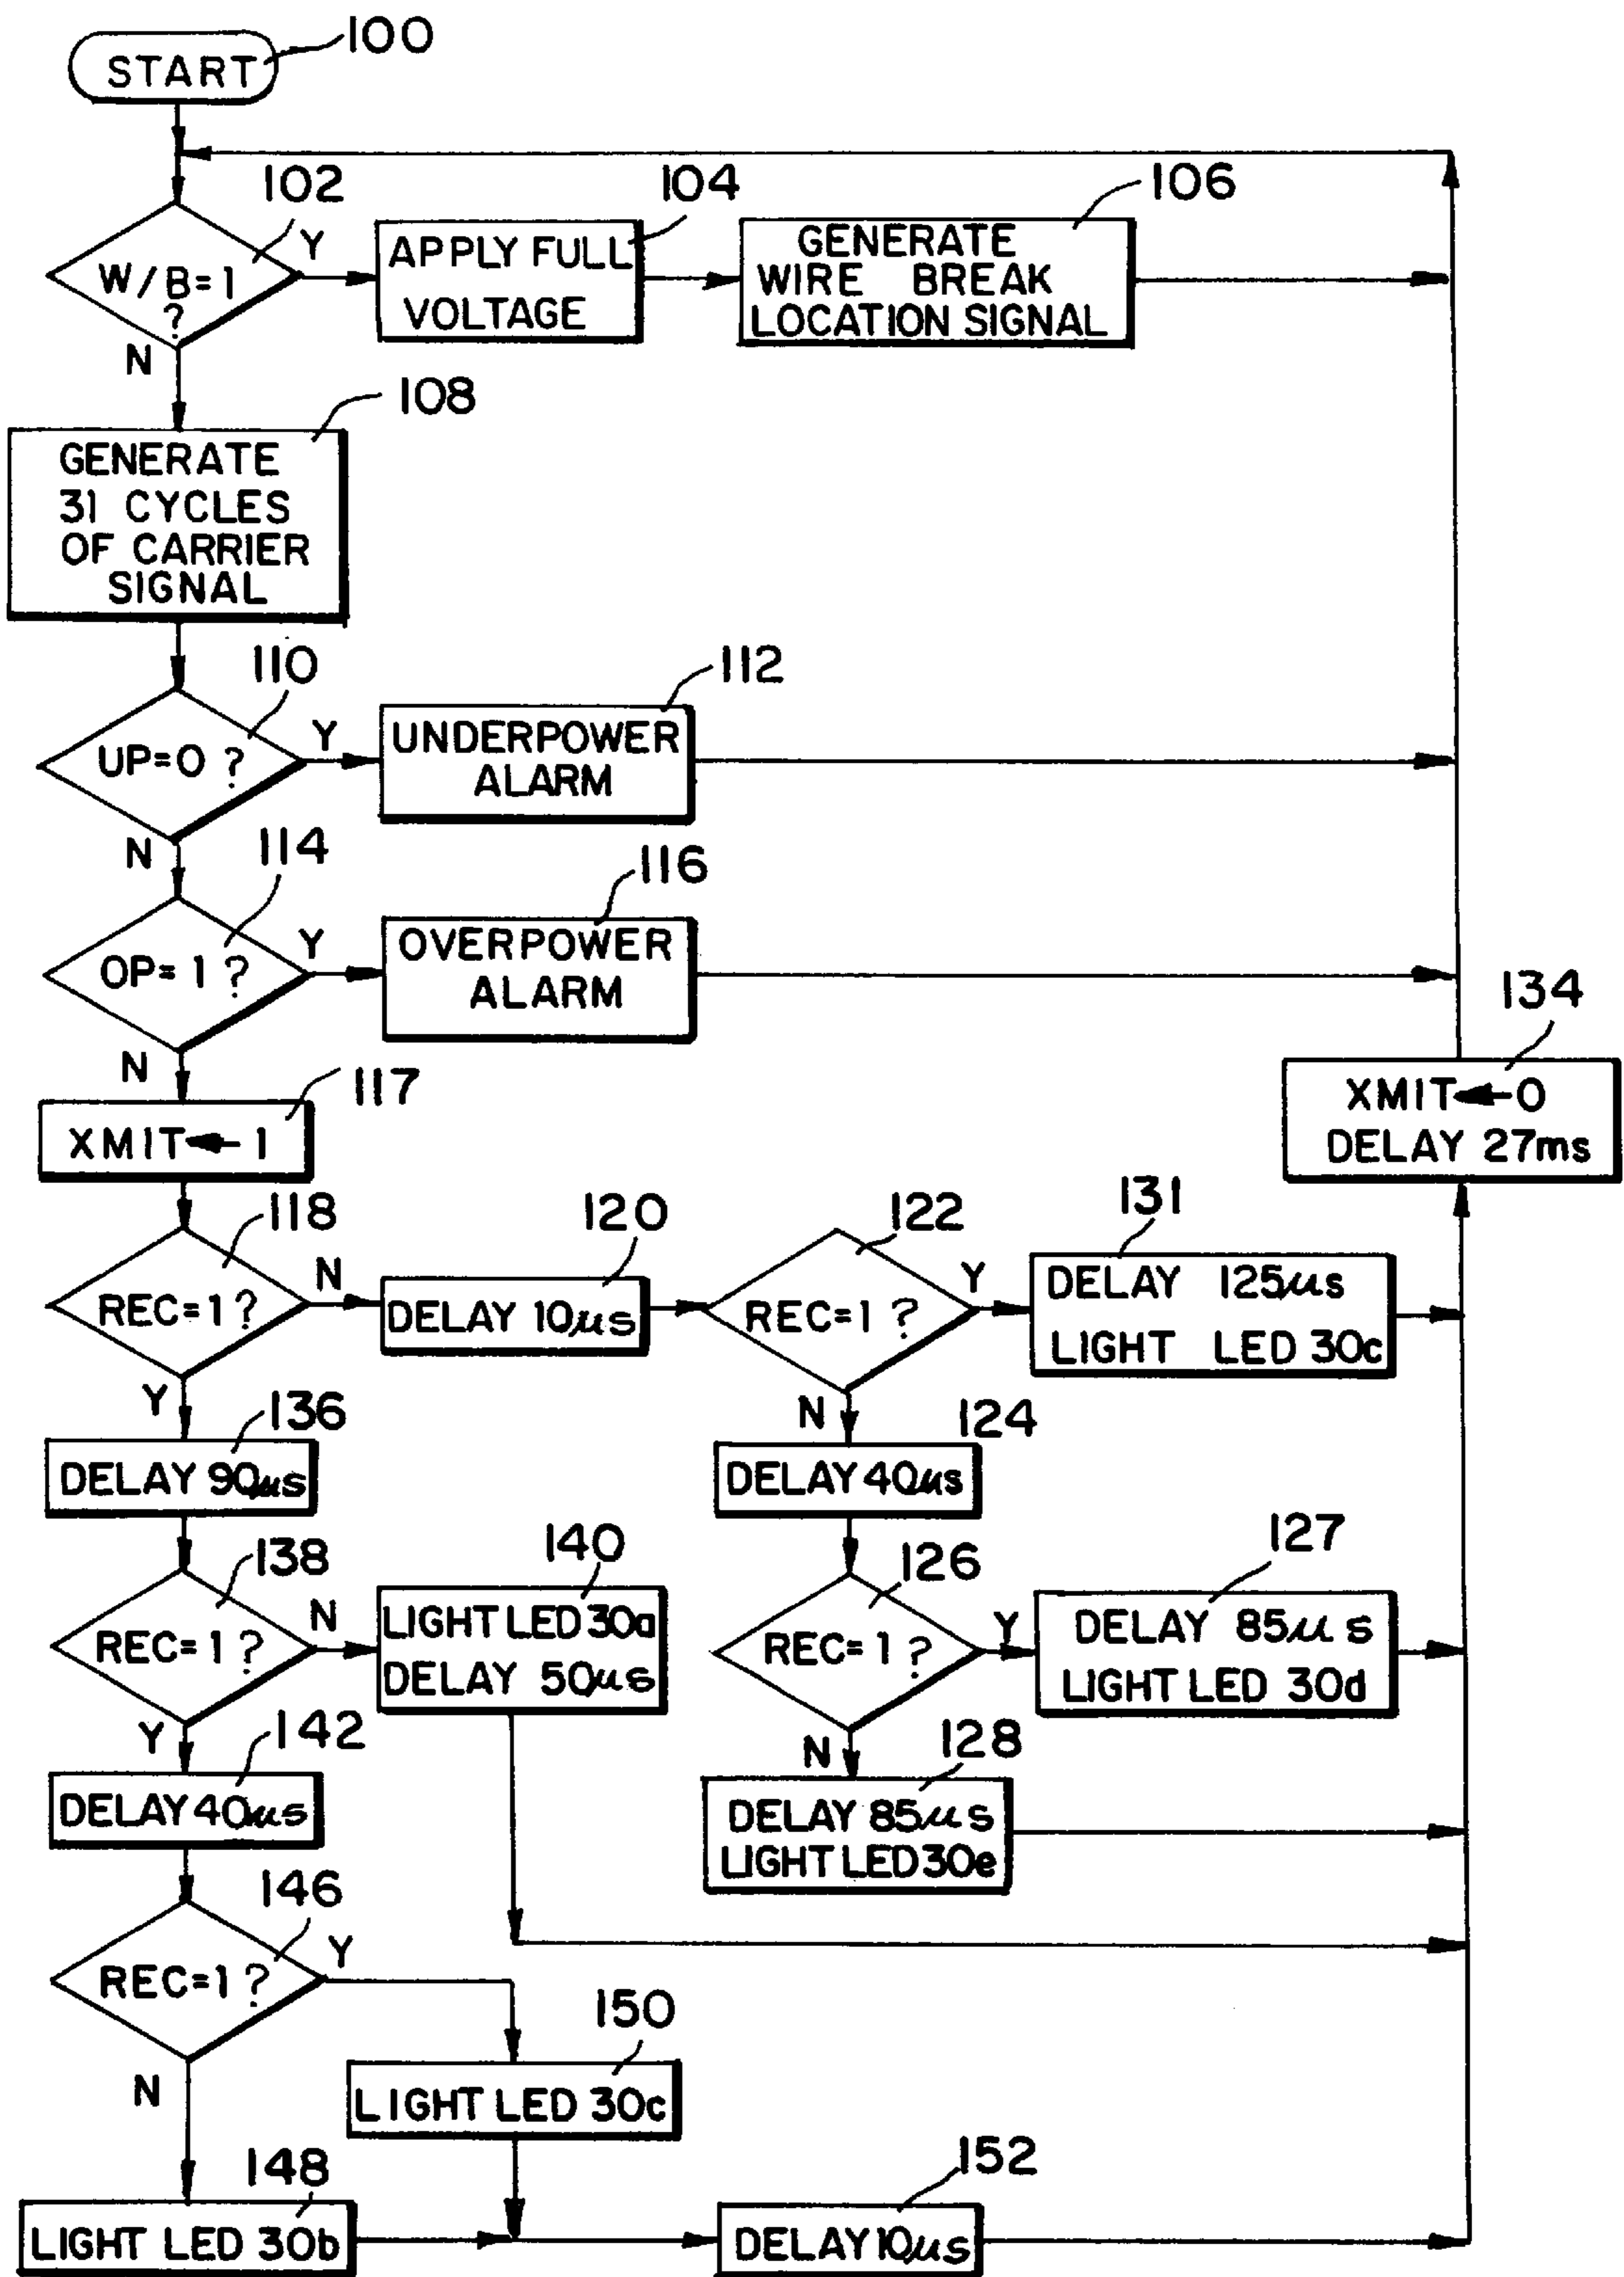 START
100
102
W/B=1
?
Y
N
104
APPLY FULL
VOLTAGE
106
GENERATE
WIRE BREAK
LOCATION SIGNAL
108
GENERATE
31 CYCLES
OF CARRIER
SIGNAL
110
UP=0 ?
Y
N
112
UNDERPOWER
ALARM
114
OP=1 ?
Y
N
116
OVERPOWER
ALARM
117
XMIT←1
134
XMIT←0
DELAY 27ms
118
REC=1 ?
N
Y
120
DELAY 10μs
122
REC=1 ?
Y
N
131
DELAY 125μs
LIGHT LED 30c
136
DELAY 90μs
124
DELAY 40μs
138
REC=1 ?
N
Y
140
LIGHT LED 30a
DELAY 50μs
126
REC=1 ?
Y
N
127
DELAY 85μs
LIGHT LED 30d
142
DELAY 40μs
128
DELAY 85μs
LIGHT LED 30e
146
REC=1 ?
Y
N
150
LIGHT LED 30c
148
LIGHT LED 30b
152
DELAY 10μs